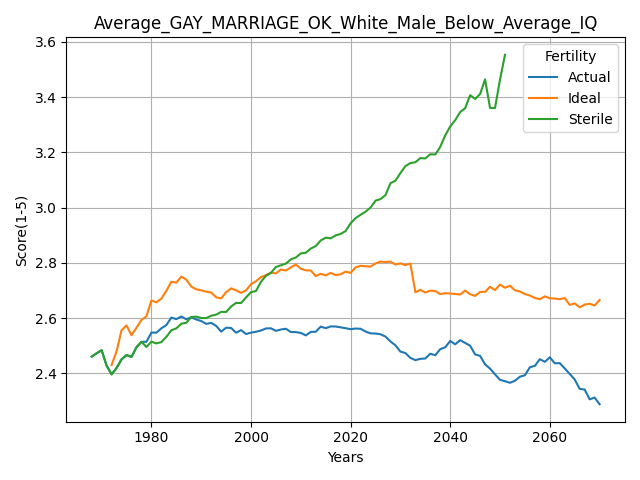 Average_GAY_MARRIAGE_OK_White_Male_Below_Average_IQ
Score(1-5)
3.6
3.4
3.2
3.0
2.8
2.6
2.4
Fertility
Actual
Ideal
Sterile
1980
2000
2020
2040
2060
Years